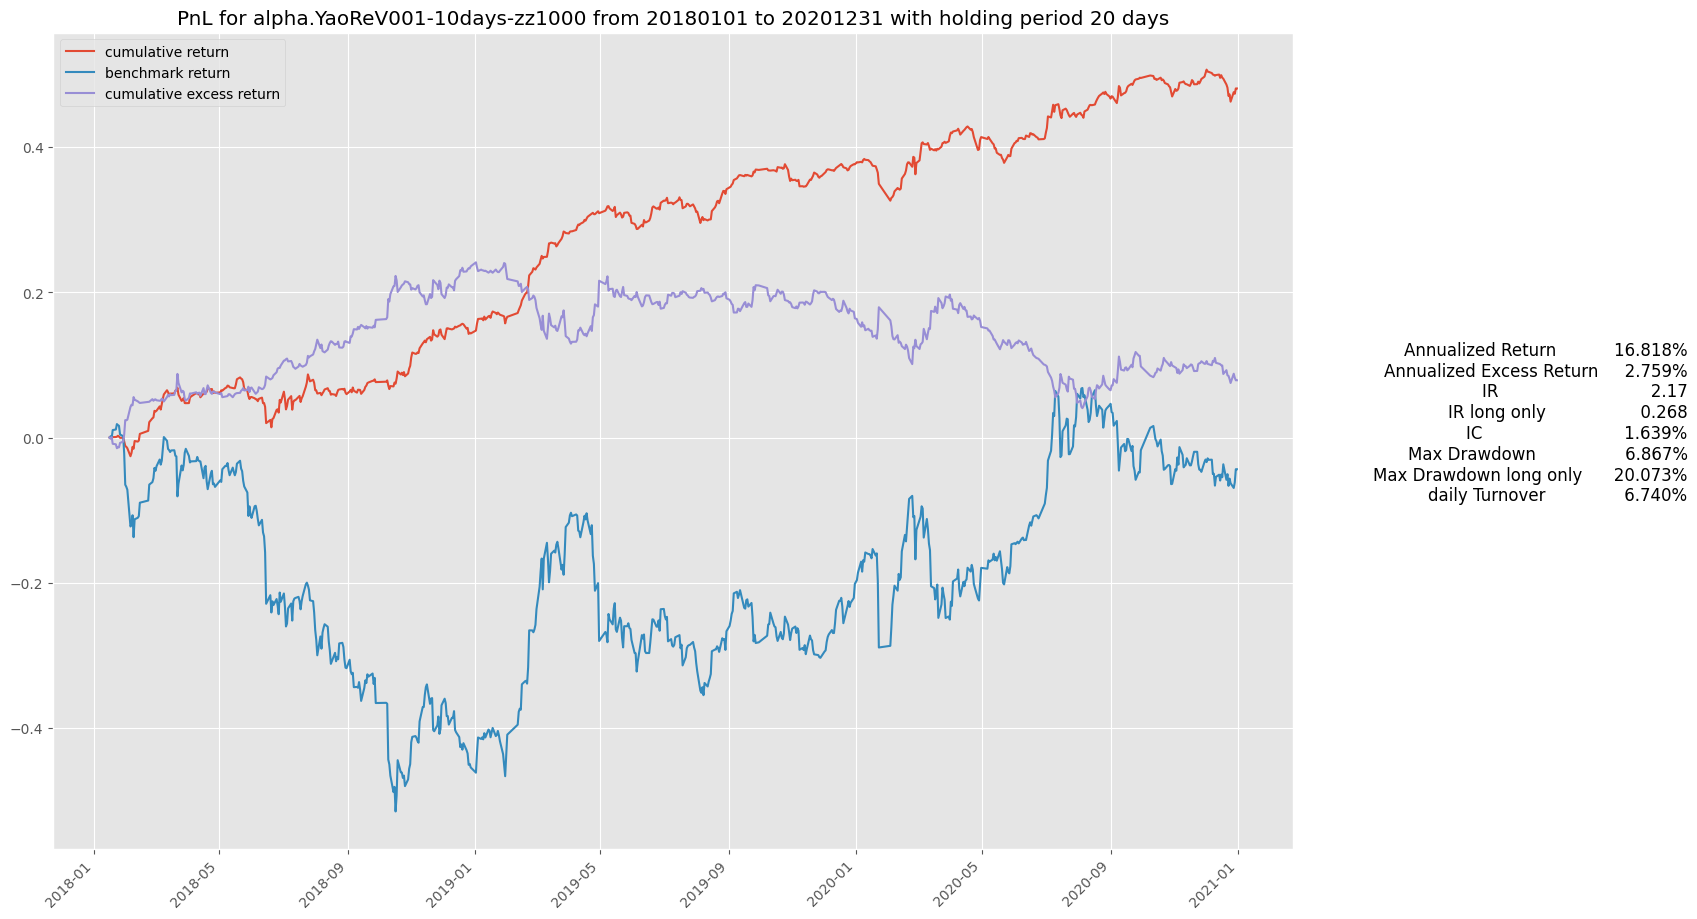 PnL for alpha.YaoReV001-10days-zz1000 from 20180101 to 20201231 with holding period 20 days
cumulative return
benchmark return
cumulative excess return
0.4
0.2
0.0
−0.2
−0.4
2018-01
2018-05
2018-09
2019-01
2019-05
2019-09
2020-01
2020-05
2020-09
2021-01
Annualized Return 16.818%
Annualized Excess Return 2.759%
IR 2.17
IR long only 0.268
IC 1.639%
Max Drawdown 6.867%
Max Drawdown long only 20.073%
daily Turnover 6.740%